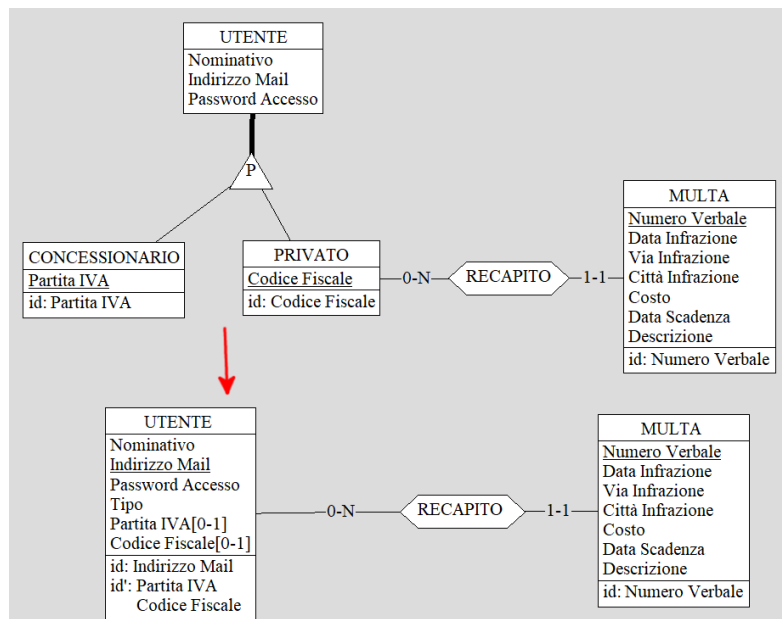 UTENTE
Nominativo
Indirizzo Mail
Password Accesso
P
CONCESSIONARIO
Partita IVA
id: Partita IVA
PRIVATO
Codice Fiscale
id: Codice Fiscale
0-N
RECAPITO
1-1
MULTA
Numero Verbale
Data Infrazione
Via Infrazione
Città Infrazione
Costo
Data Scadenza
Descrizione
id: Numero Verbale
UTENTE
Nominativo
Indirizzo Mail
Password Accesso
Tipo
Partita IVA[0-1]
Codice Fiscale[0-1]
id: Indirizzo Mail
id': Partita IVA
Codice Fiscale
0-N
RECAPITO
1-1
MULTA
Numero Verbale
Data Infrazione
Via Infrazione
Città Infrazione
Costo
Data Scadenza
Descrizione
id: Numero Verbale